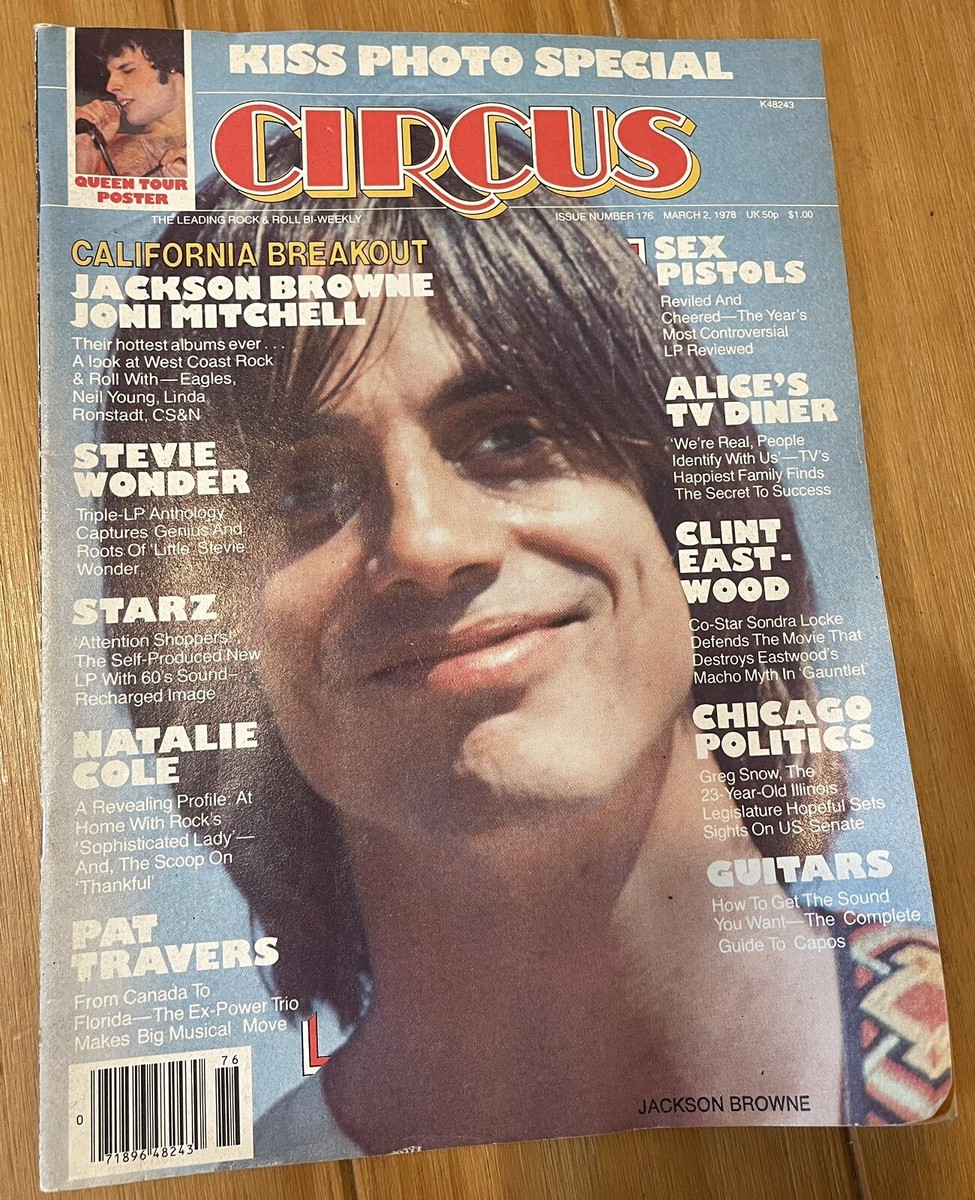 KISS PHOTO SPECIAL
K48243
CIRCUS
QUEEN TOUR
POSTER
THE LEADING ROCK & ROLL BI-WEEKLY
ISSUE NUMBER 176 MARCH 2, 1978 UK 50p $1.00
CALIFORNIA BREAKOUT
JACKSON BROWNE
JONI MITCHELL
Their hottest albums ever . . .
A look at West Coast Rock
& Roll With—Eagles,
Neil Young, Linda
Ronstadt, CS&N
STEVIE
WONDER
Triple-LP Anthology
Captures Genius And
Roots Of 'Little' Stevie
Wonder
STARZ
'Attention Shoppers!',
The Self-Produced New
LP With 60's Sound—
Recharged Image
NATALIE
COLE
A Revealing Profile: At
Home With Rock's
'Sophisticated Lady'—
And, The Scoop On
'Thankful'
PAT
TRAVERS
From Canada To
Florida—The Ex-Power Trio
Makes Big Musical Move
SEX
PISTOLS
Reviled And
Cheered—The Year's
Most Controversial
LP Reviewed
ALICE'S
TV DINER
'We're Real, People
Identify With Us'—TV's
Happiest Family Finds
The Secret To Success
CLINT
EAST-
WOOD
Co-Star Sondra Locke
Defends The Movie That
Destroys Eastwood's
Macho Myth In 'Gauntlet'
CHICAGO
POLITICS
Greg Snow, The
23-Year-Old Illinois
Legislature Hopeful Sets
Sights On US Senate
GUITARS
How To Get The Sound
You Want—The Complete
Guide To Capos
76
0
71896 48243
JACKSON BROWNE